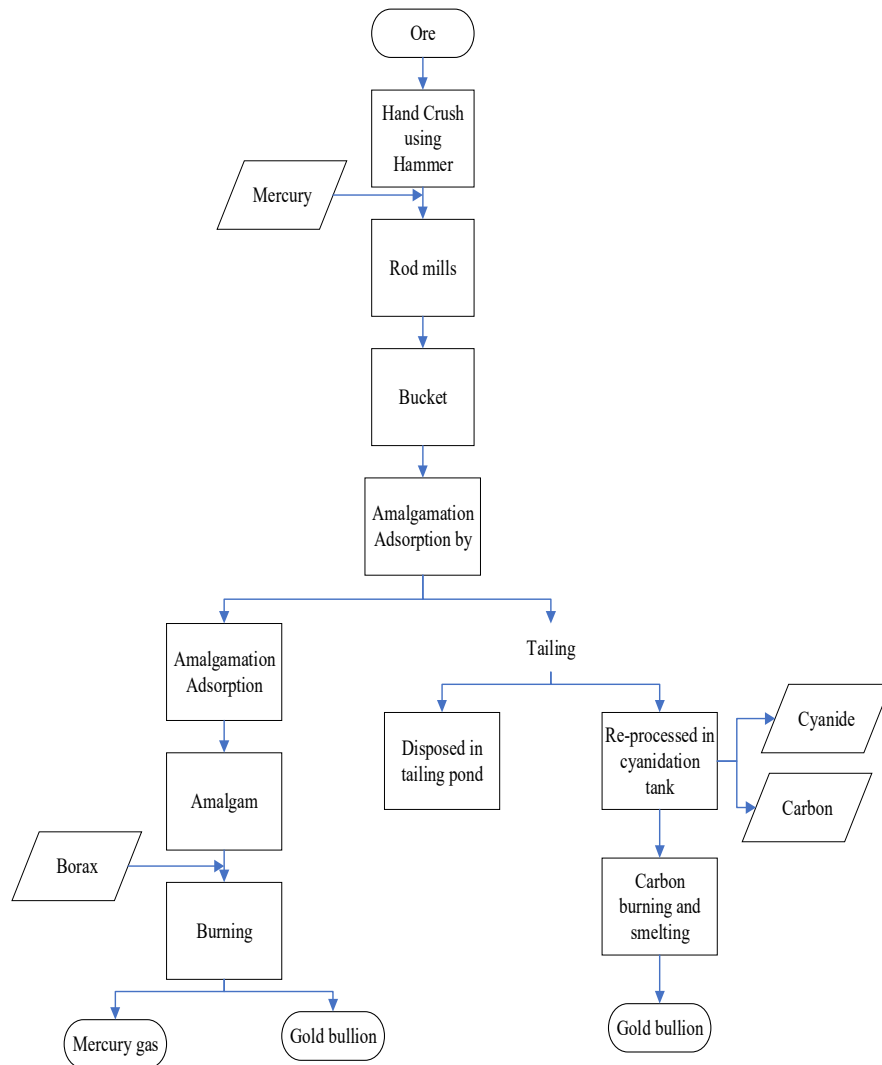 Ore
Hand Crush
using
Hammer
Mercury
Rod mills
Bucket
Amalgamation
Adsorption by
Amalgamation
Adsorption
Tailing
Amalgam
Disposed in
tailing pond
Re-processed in
cyanidation
tank
Cyanide
Carbon
Borax
Burning
Carbon
burning and
smelting
Mercury gas
Gold bullion
Gold bullion